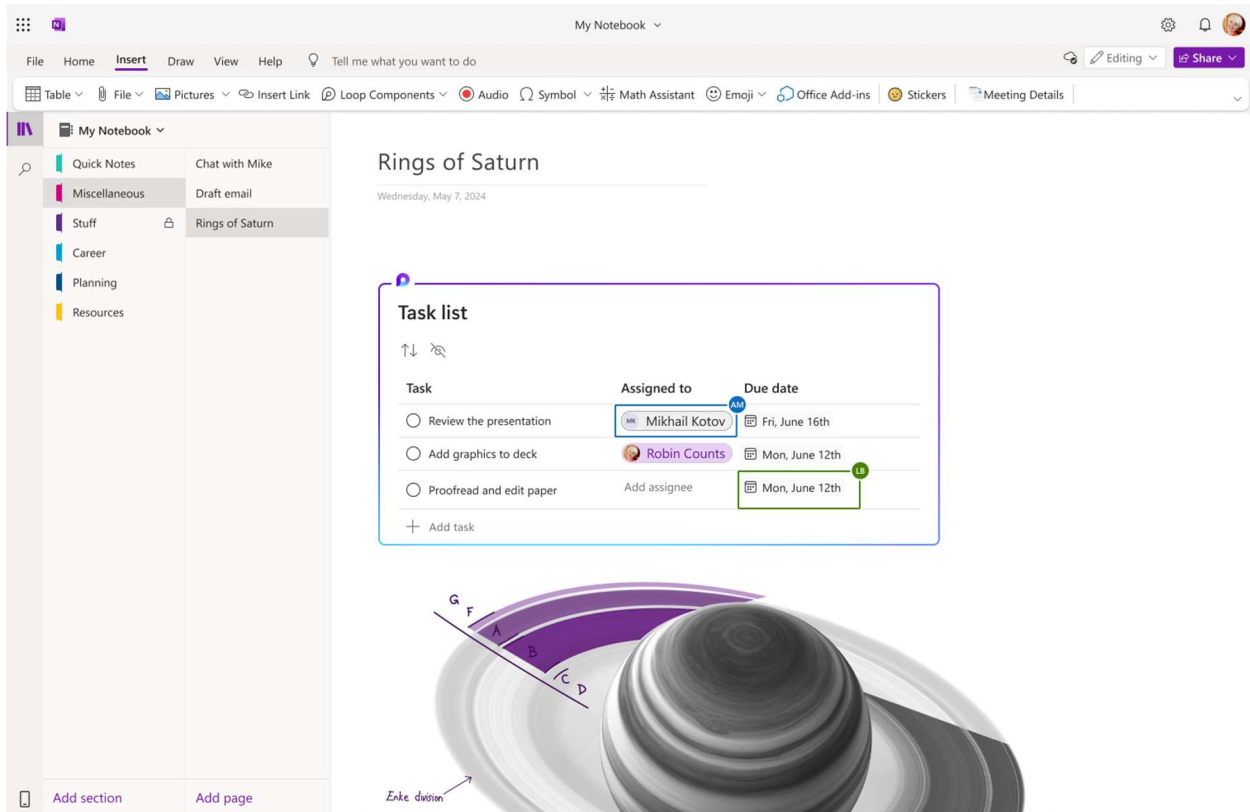 N
My Notebook
File Home Insert Draw View Help Tell me what you want to do Editing Share
Table File Pictures Insert Link Loop Components Audio Symbol Math Assistant Emoji Office Add-ins Stickers Meeting Details
My Notebook
Quick Notes
Miscellaneous
Stuff
Career
Planning
Resources
Add section
Chat with Mike
Draft email
Rings of Saturn
Add page
Rings of Saturn
Wednesday, May 7, 2024
Task list
Task Assigned to Due date
AM
Review the presentation MK Mikhail Kotov Fri, June 16th
Add graphics to deck Robin Counts Mon, June 12th
LB
Proofread and edit paper Add assignee Mon, June 12th
Add task
G
F
A
B
C
D
Enke division